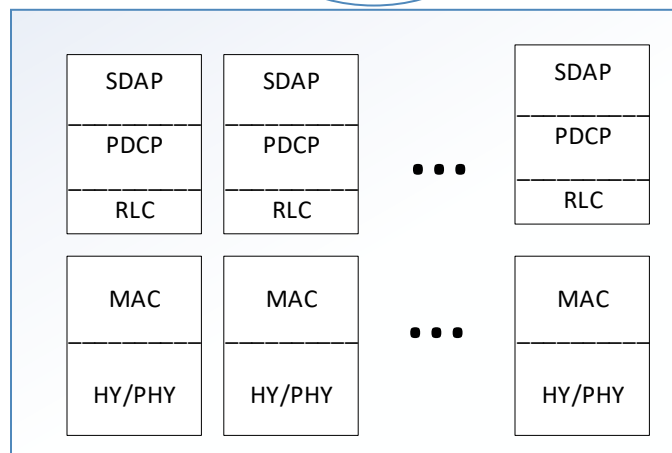 SDAP SDAP SDAP
PDCP PDCP ... PDCP
RLC RLC RLC
MAC MAC ... MAC
HY/PHY HY/PHY HY/PHY